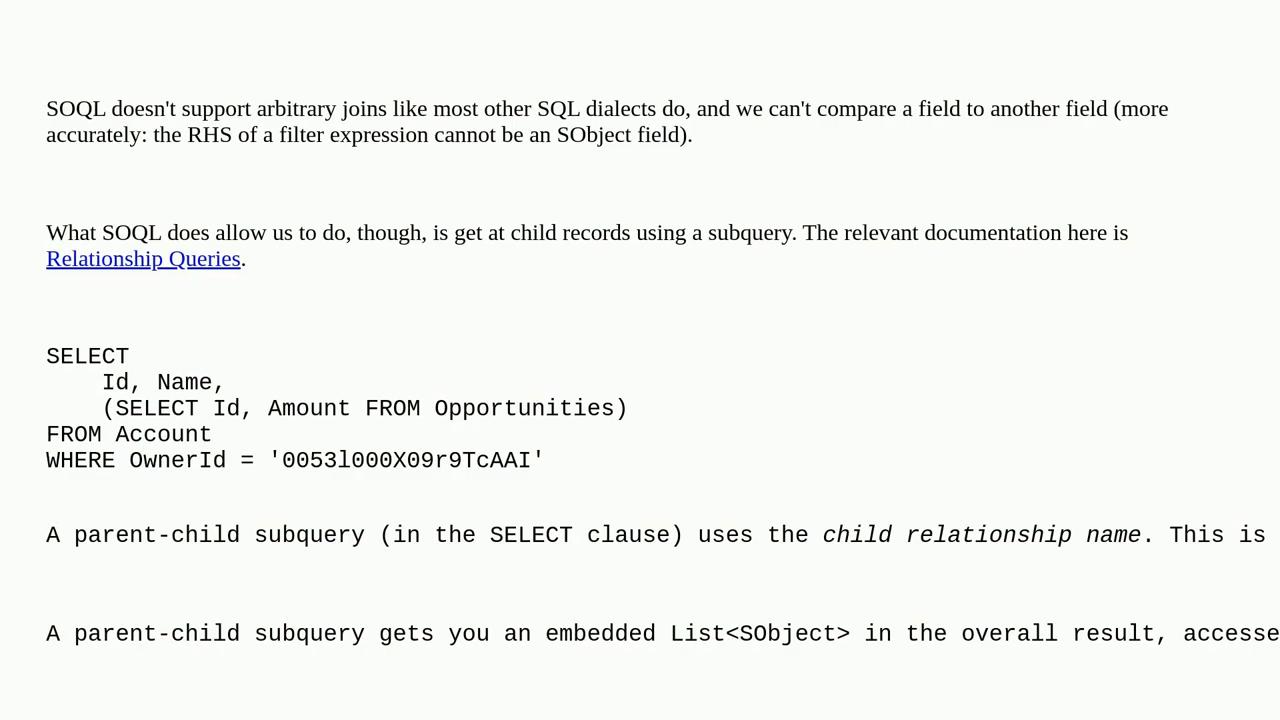 SOQL doesn't support arbitrary joins like most other SQL dialects do, and we can't compare a field to another field (more
accurately: the RHS of a filter expression cannot be an SObject field).
What SOQL does allow us to do, though, is get at child records using a subquery. The relevant documentation here is
Relationship Queries.
SELECT
    Id, Name,
    (SELECT Id, Amount FROM Opportunities)
FROM Account
WHERE OwnerId = '0053l000X09r9TcAAI'
A parent-child subquery (in the SELECT clause) uses the child relationship name. This is
A parent-child subquery gets you an embedded List<SObject> in the overall result, accesse